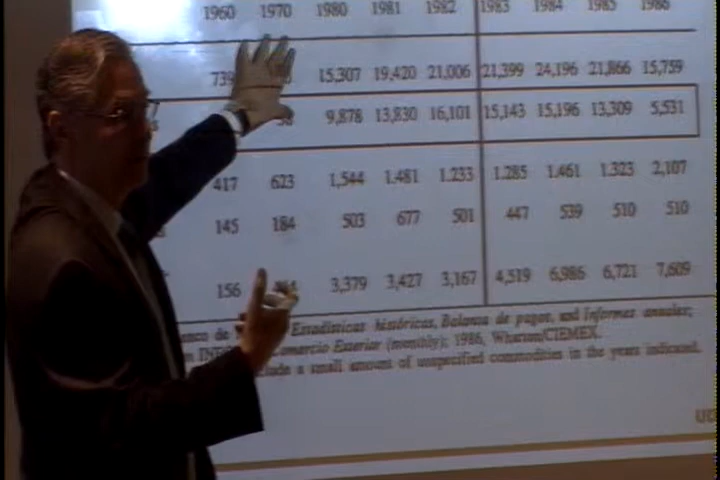 1960 1970 1980 1981 1982 1983 1984 1985 1986
739 15,307 19,420 21,006 21,399 24,196 21,866 15,759
9,878 13,830 16,101 15,143 15,196 13,309 5,531
417 623 1,544 1.481 1.233 1.285 1.461 1.323 2,107
145 184 503 677 501 447 539 510 510
156 3,379 3,427 3,167 4,519 6,986 6,721 7,609
Estadísticas históricas, Balanza de pagos, and Informes anuales;
Comercio Exterior (monthly); 1986, Wharton/CIEMEX.
a small amount of unspecified commodities in the years indicated.